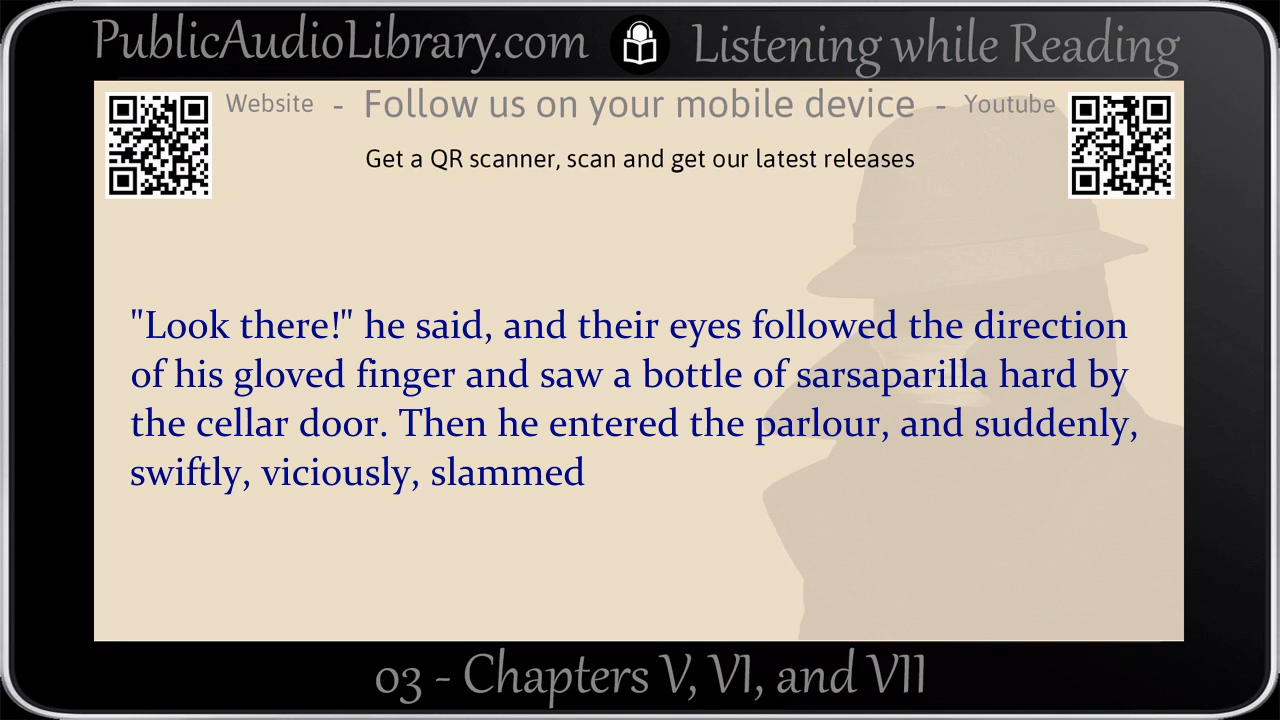 PublicAudioLibrary.com Listening while Reading
Website - Follow us on your mobile device - Youtube
Get a QR scanner, scan and get our latest releases
"Look there!" he said, and their eyes followed the direction
of his gloved finger and saw a bottle of sarsaparilla hard by
the cellar door. Then he entered the parlour, and suddenly,
swiftly, viciously, slammed
03 - Chapters V, VI, and VII